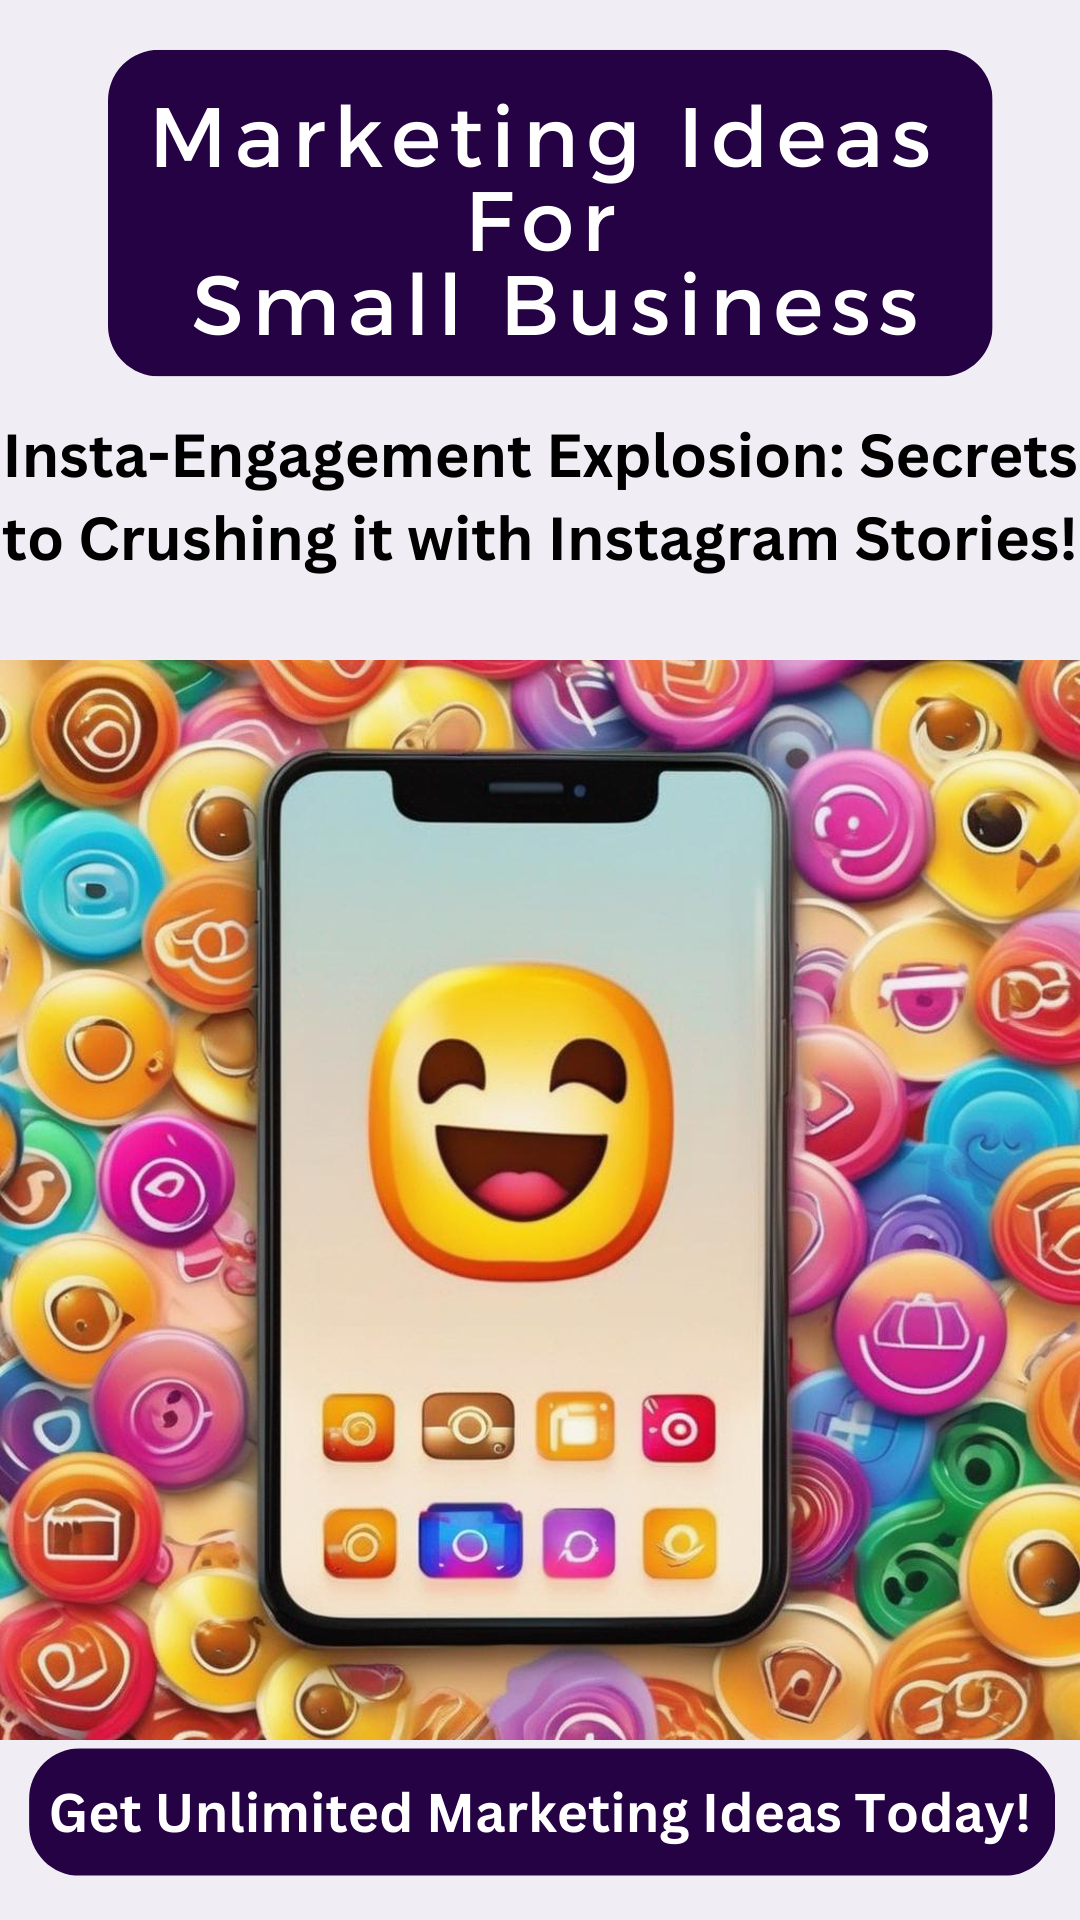 Marketing Ideas
For
Small Business
Insta-Engagement Explosion: Secrets
to Crushing it with Instagram Stories!
Get Unlimited Marketing Ideas Today!